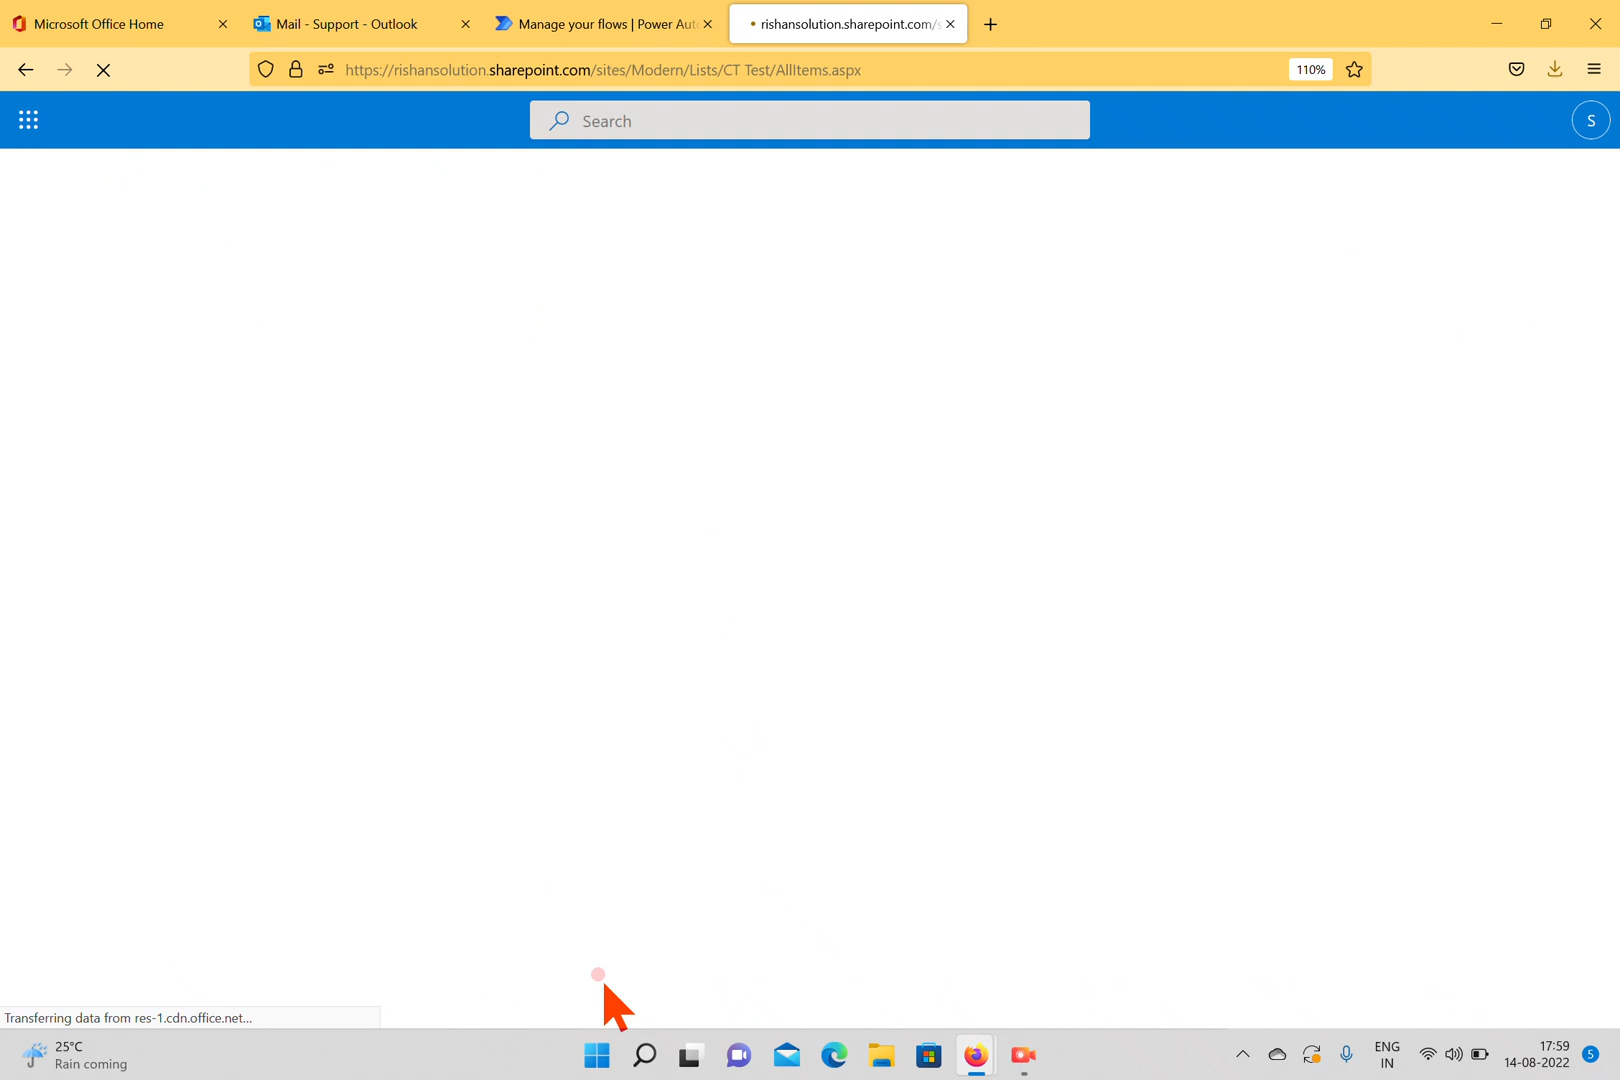 Microsoft Office Home
Mail - Support - Outlook
Manage your flows | Power Auto
rishansolution.sharepoint.com/s
https://rishansolution.sharepoint.com/sites/Modern/Lists/CT Test/AllItems.aspx
110%
Search
S
Transferring data from res-1.cdn.office.net...
25°C
Rain coming
ENG
IN
17:59
14-08-2022
5